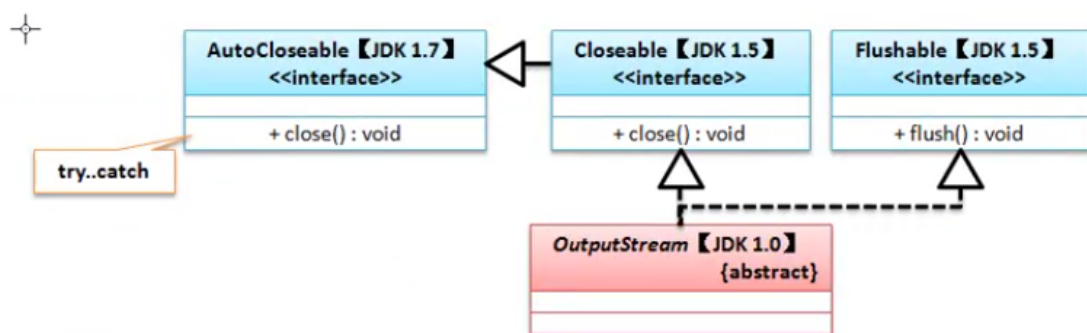 AutoCloseable【JDK 1.7】
<<interface>>
+ close() : void
Closeable【JDK 1.5】
<<interface>>
+ close() : void
Flushable【JDK 1.5】
<<interface>>
+ flush() : void
try..catch
OutputStream【JDK 1.0】
{abstract}